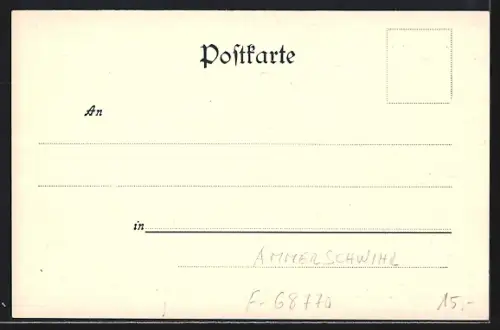 Poſtkarte
An
in
AMMERSCHWIHR
F-68770
15,-